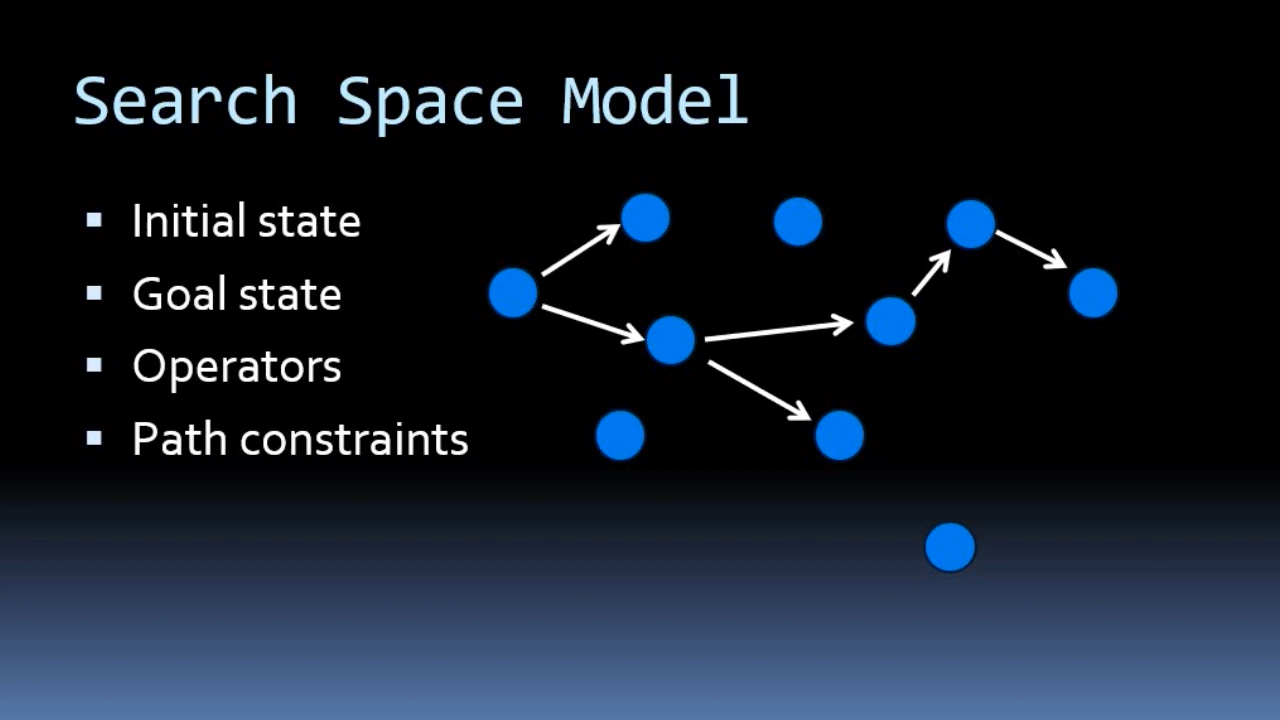 Search Space Model
▪ Initial state
▪ Goal state
▪ Operators
▪ Path constraints